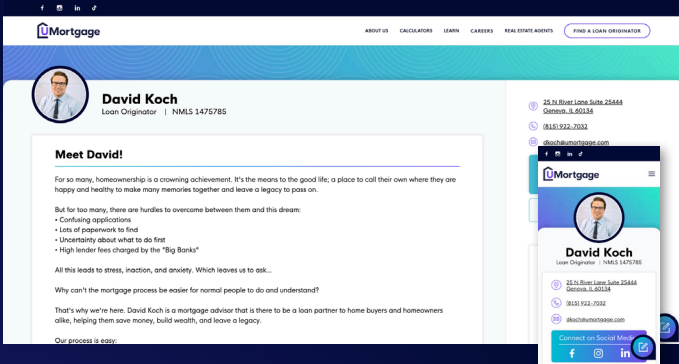 UMortgage
ABOUT US CALCULATORS LEARN CAREERS REAL ESTATE AGENTS FIND A LOAN ORIGINATOR
David Koch
Loan Originator | NMLS 1475785
25 N River Lane Suite 25444
Geneva, IL 60134
(815) 922-7032
dkoch@umortgage.com
Meet David!
For so many, homeownership is a crowning achievement. It's the means to the good life; a place to call their own where they are
happy and healthy to make many memories together and leave a legacy to pass on.
But for too many, there are hurdles to overcome between them and this dream:
• Confusing applications
• Lots of paperwork to find
• Uncertainty about what to do first
• High lender fees charged by the "Big Banks"
All this leads to stress, inaction, and anxiety. Which leaves us to ask...
Why can't the mortgage process be easier for normal people to do and understand?
That's why we're here. David Koch is a mortgage advisor that is there to be a loan partner to home buyers and homeowners
alike, helping them save money, build wealth, and leave a legacy.
Our process is easy:
UMortgage
David Koch
Loan Originator | NMLS 1475785
25 N River Lane Suite 25444
Geneva, IL 60134
(815) 922-7032
dkoch@umortgage.com
Connect on Social Media